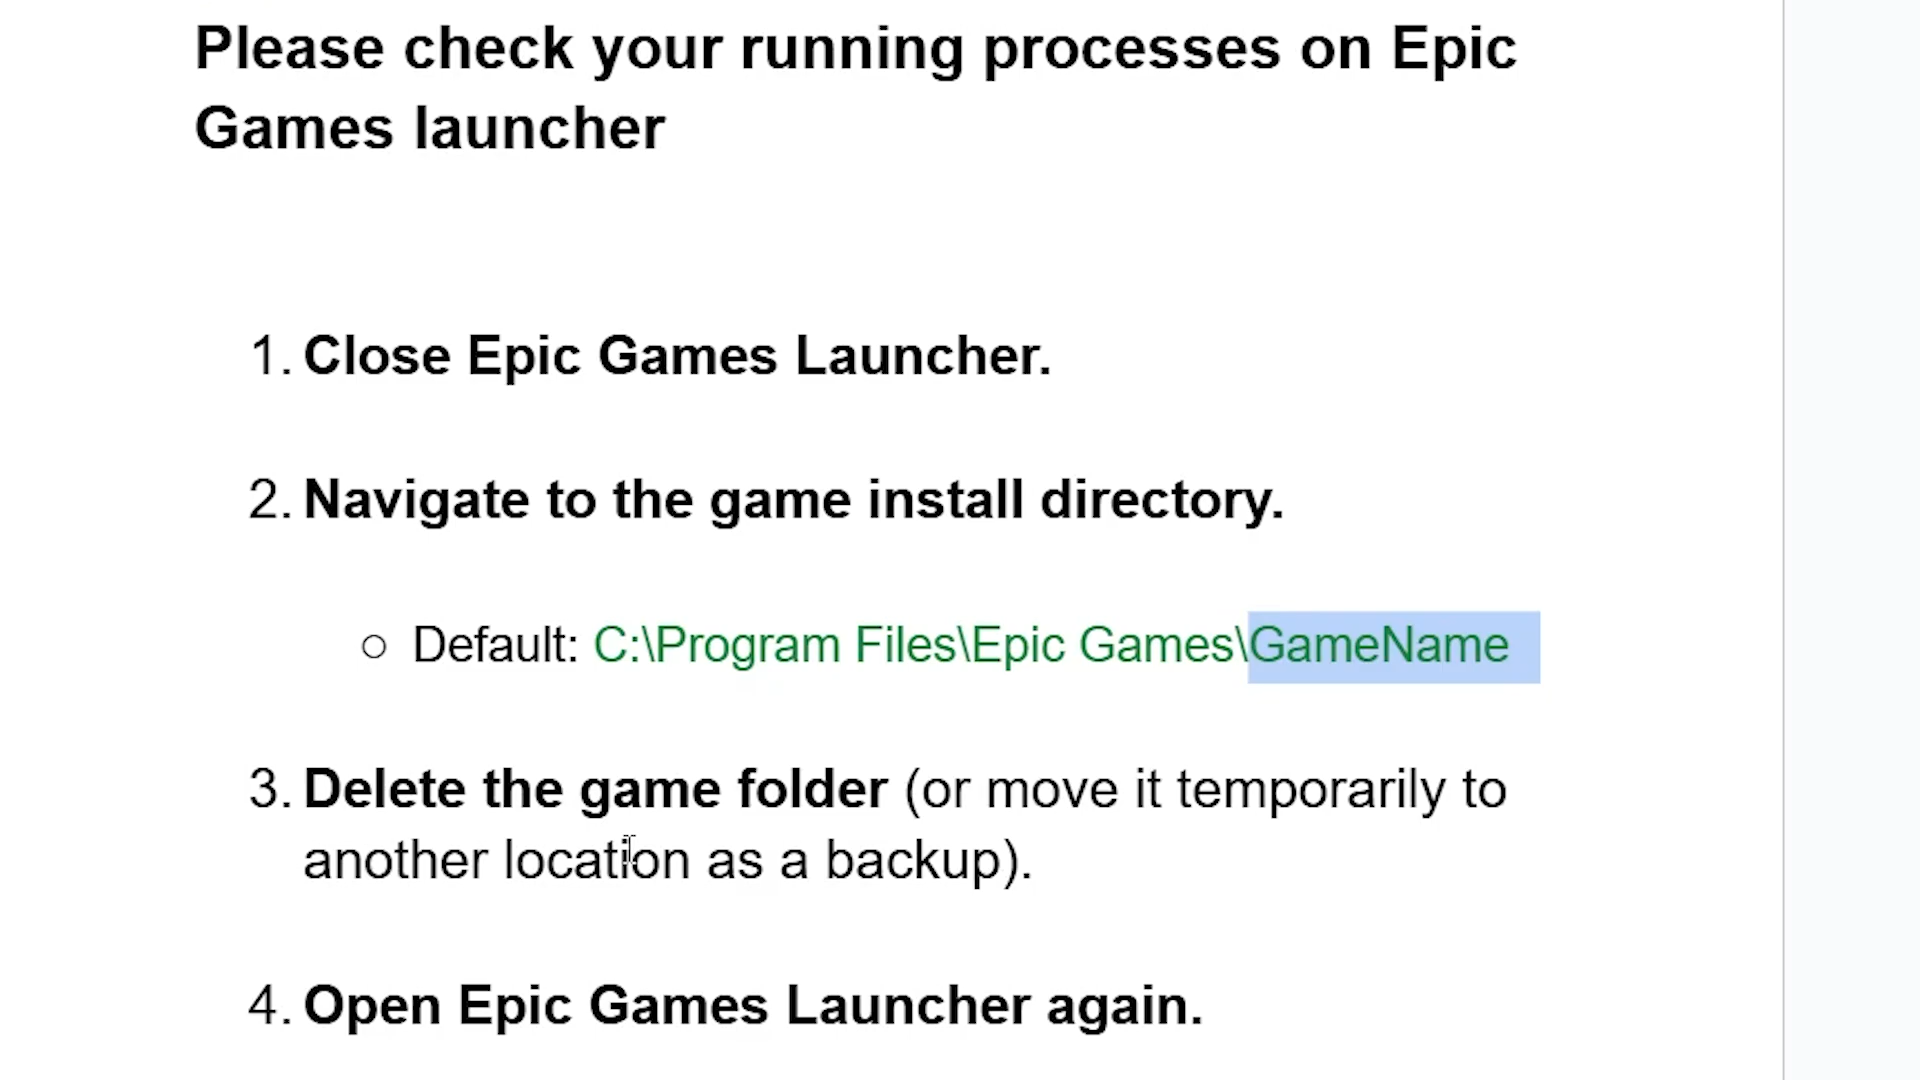 Please check your running processes on Epic
Games launcher
1. Close Epic Games Launcher.
2. Navigate to the game install directory.
○ Default: C:\Program Files\Epic Games\GameName
3. Delete the game folder (or move it temporarily to
another location as a backup).
4. Open Epic Games Launcher again.